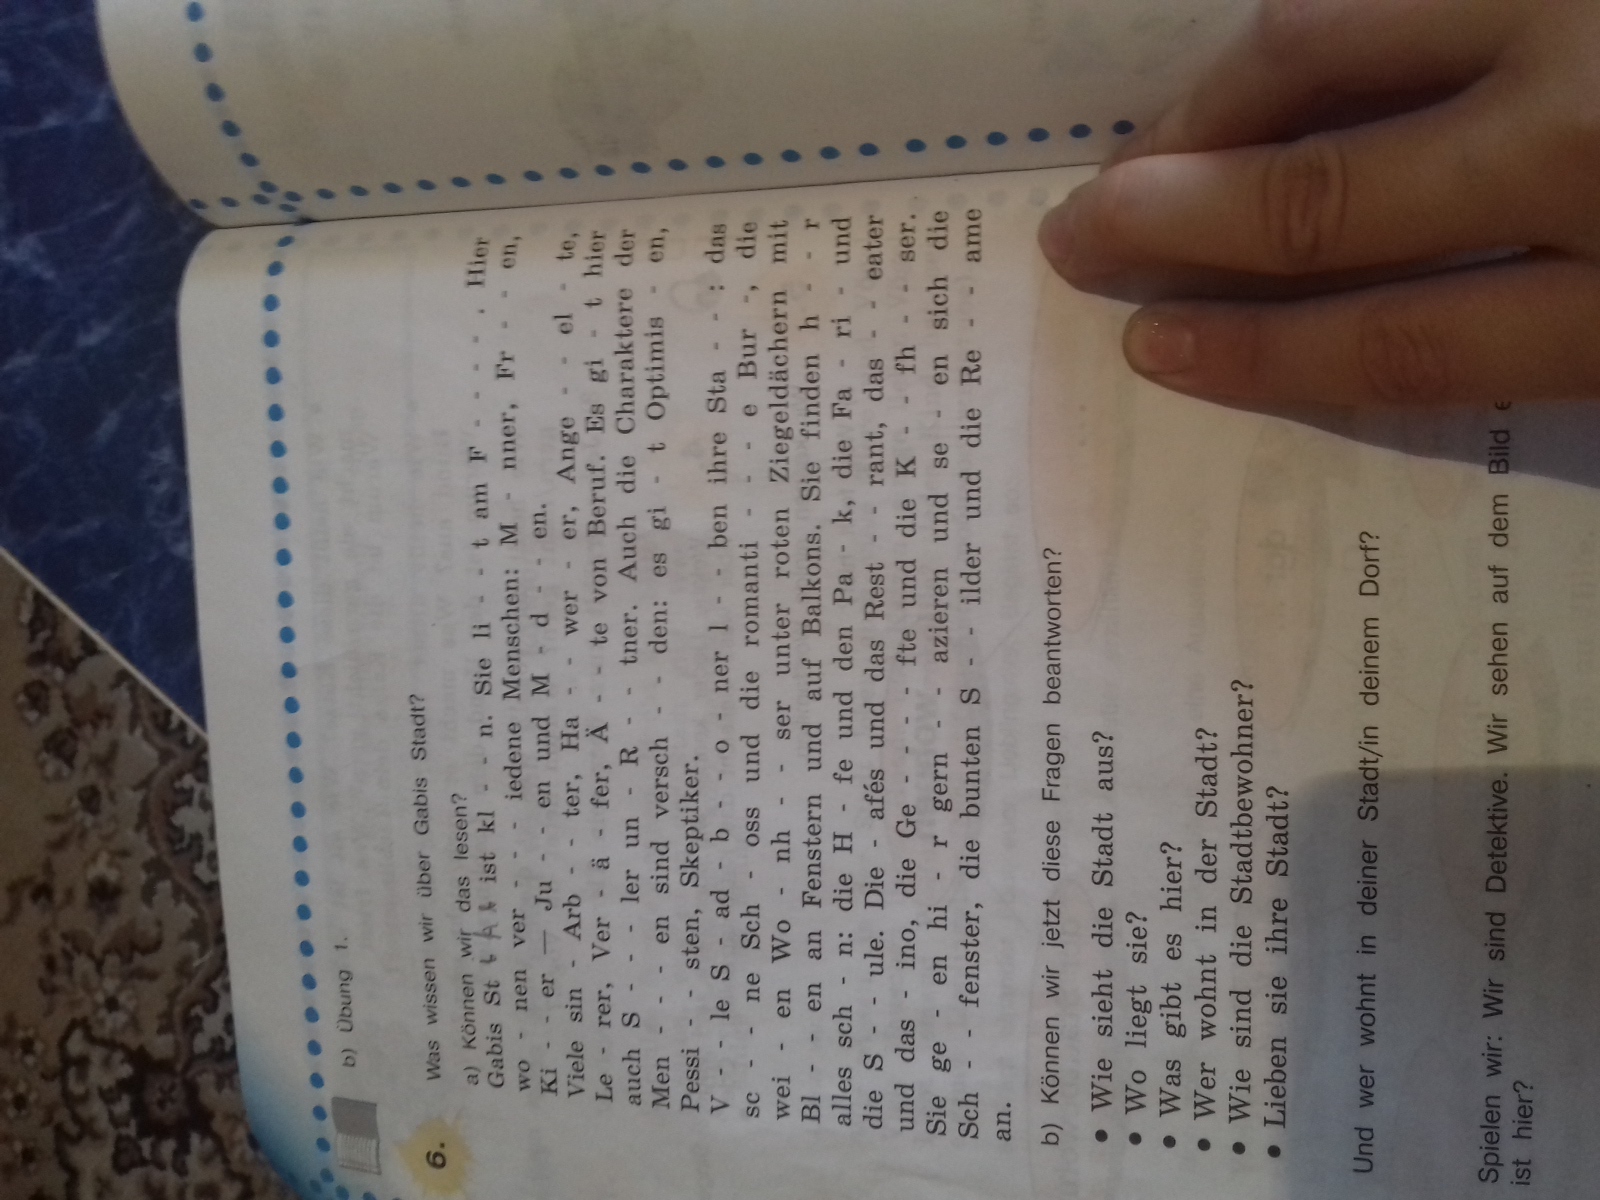 b) Übung 1.
6.
Was wissen wir über Gabis Stadt?
a) Können wir das lesen?
Gabis St ist kl - - n. Sie li - - t am F - - - - . Hier
wo - nen ver - - - iedene Menschen: M - nner, Fr - - - en,
Ki - - er — Ju - - en und M - d - - en.
Viele sin - Arb - - ter, Ha - - wer - er, Ange - - el - te,
Le - rer, Ver - ä - fer, Ä - - te von Beruf. Es gi - t hier
auch S - - - ler un - R - - tner. Auch die Charaktere der
Men - - - en sind versch - - den: es gi - t Optimis - en,
Pessi - - sten, Skeptiker.
V - - le S - ad - b - - o - ner l - - ben ihre Sta - - ; das
sc - - ne Sch - oss und die romanti - - - e Bur -, die
wei - en Wo - nh - - ser unter roten Ziegeldächern mit
Bl - - en an Fenstern und auf Balkons. Sie finden h - - r
alles sch - n: die H - fe und den Pa - k, die Fa - ri - und
die S - - ule. Die - afés und das Rest - - rant, das - - eater
und das - ino, die Ge - - - - fte und die K - - fh - - ser.
Sie ge - en hi - r gern - - azieren und se - en sich die
Sch - - fenster, die bunten S - - ilder und die Re - - ame
an.
b) Können wir jetzt diese Fragen beantworten?
• Wie sieht die Stadt aus?
• Wo liegt sie?
• Was gibt es hier?
• Wer wohnt in der Stadt?
• Wie sind die Stadtbewohner?
• Lieben sie ihre Stadt?
Und wer wohnt in deiner Stadt/in deinem Dorf?
Spielen wir: Wir sind Detektive. Wir sehen auf dem Bild
ist hier?